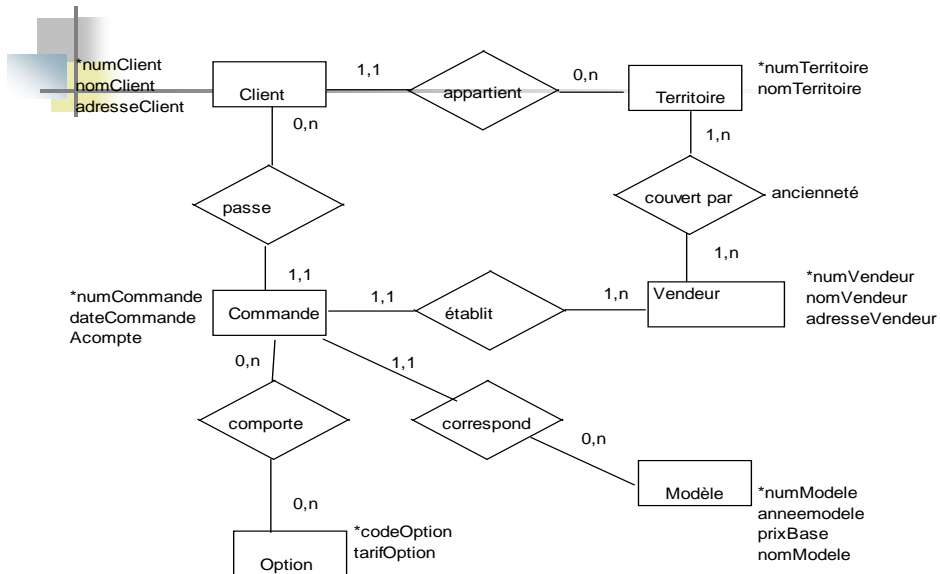 *numClient
nomClient
adresseClient
Client
1,1
appartient
0,n
Territoire
*numTerritoire
nomTerritoire
0,n
1,n
passe
couvert par
ancienneté
1,1
1,n
*numCommande
dateCommande
Acompte
Commande
1,1
établit
1,n
Vendeur
*numVendeur
nomVendeur
adresseVendeur
0,n
1,1
comporte
correspond
0,n
0,n
Modèle
*numModele
anneemodele
prixBase
nomModele
*codeOption
tarifOption
Option